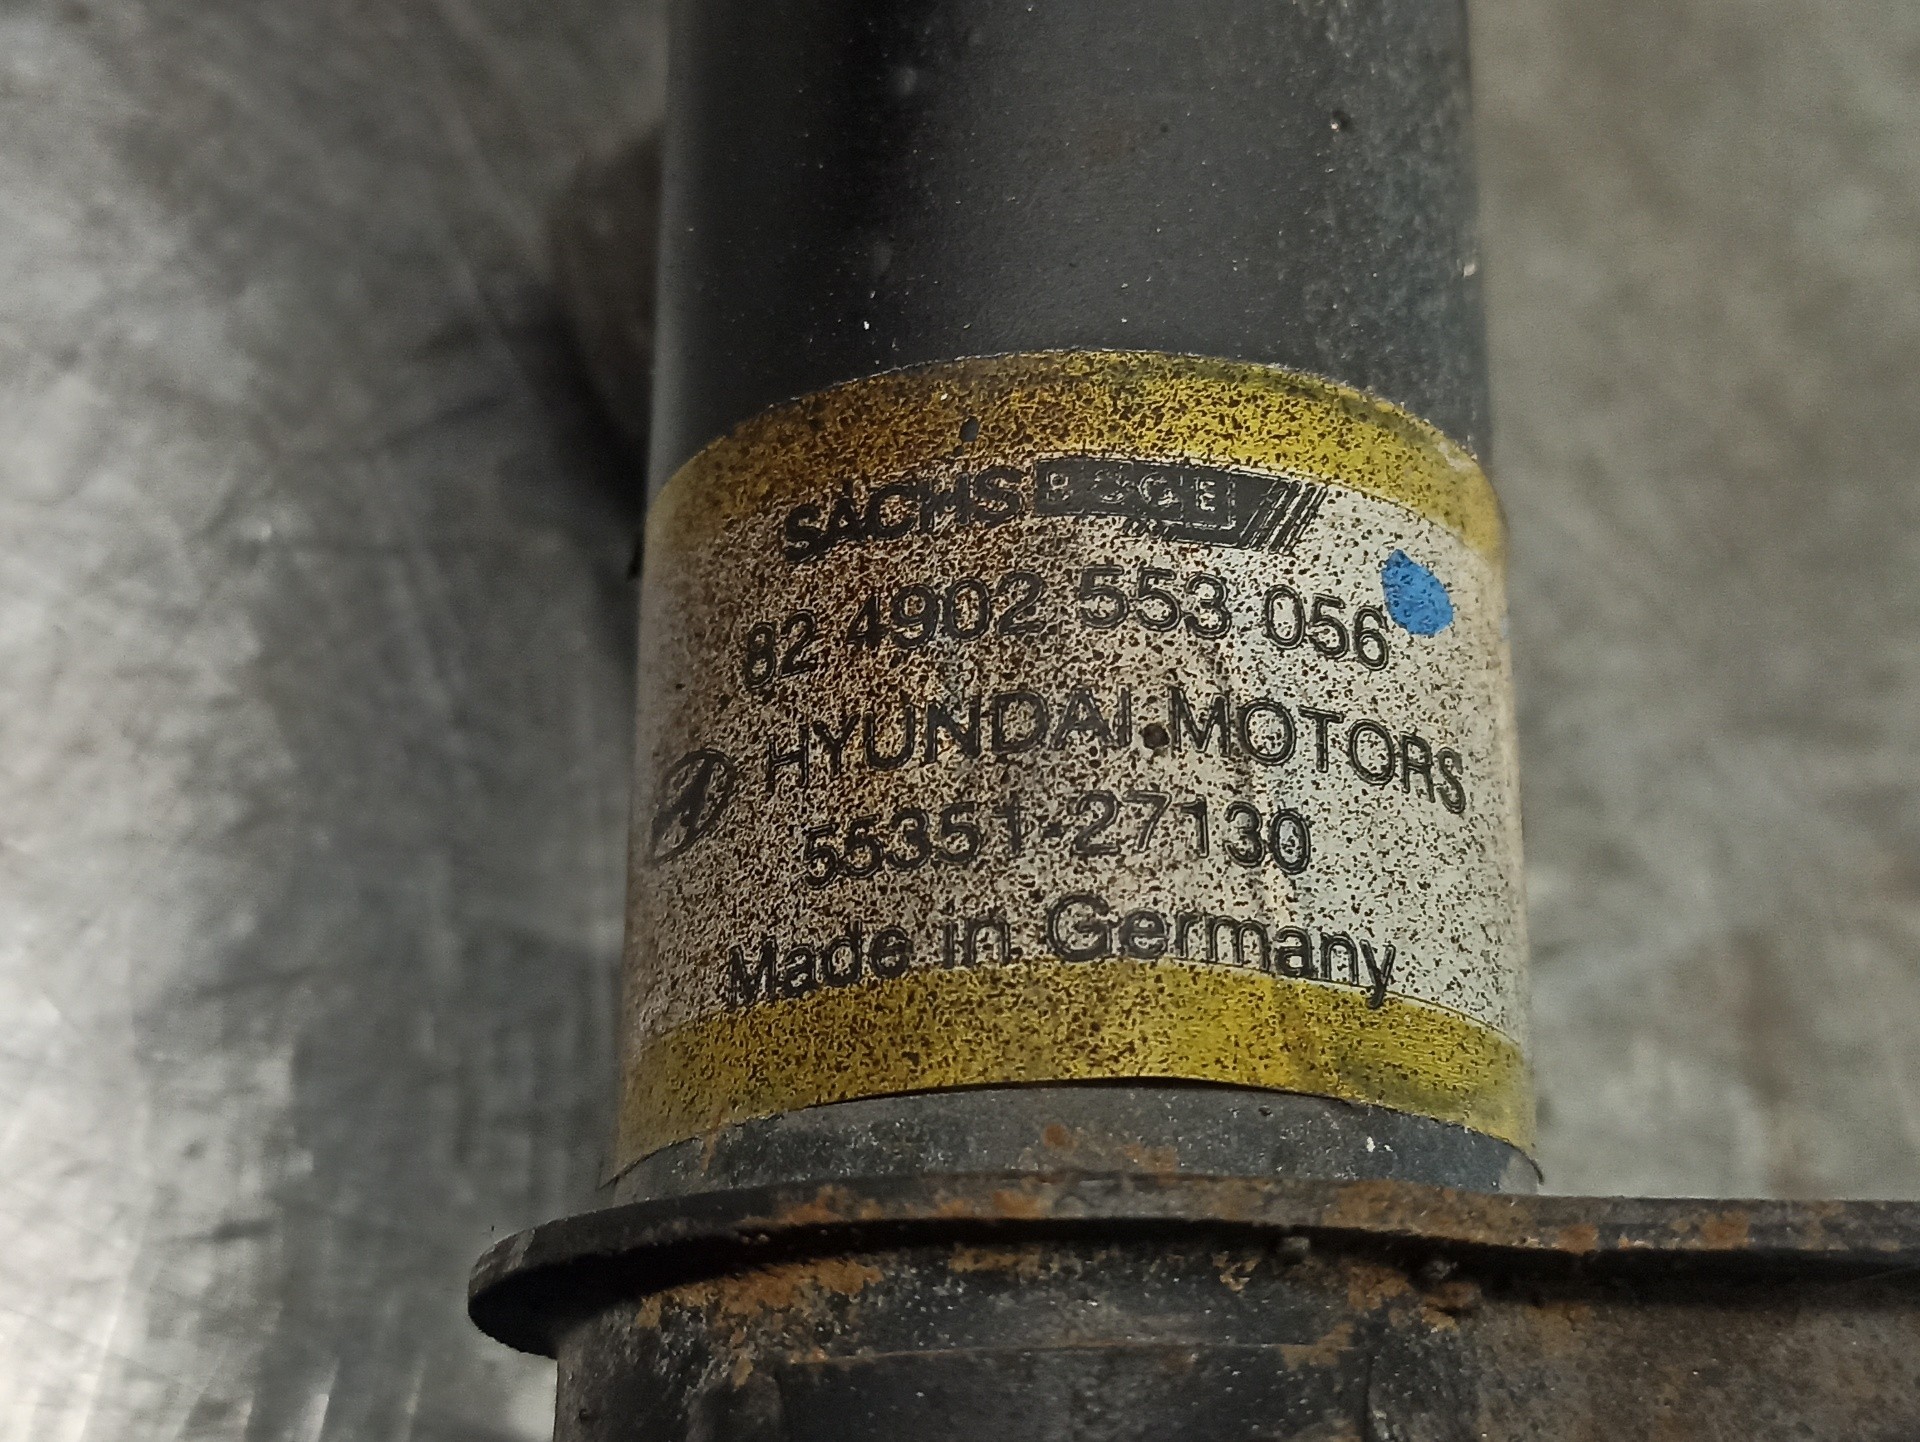 SACHS BOGE
82 4902 553 056
HYUNDAI MOTORS
55351-27130
Made in Germany